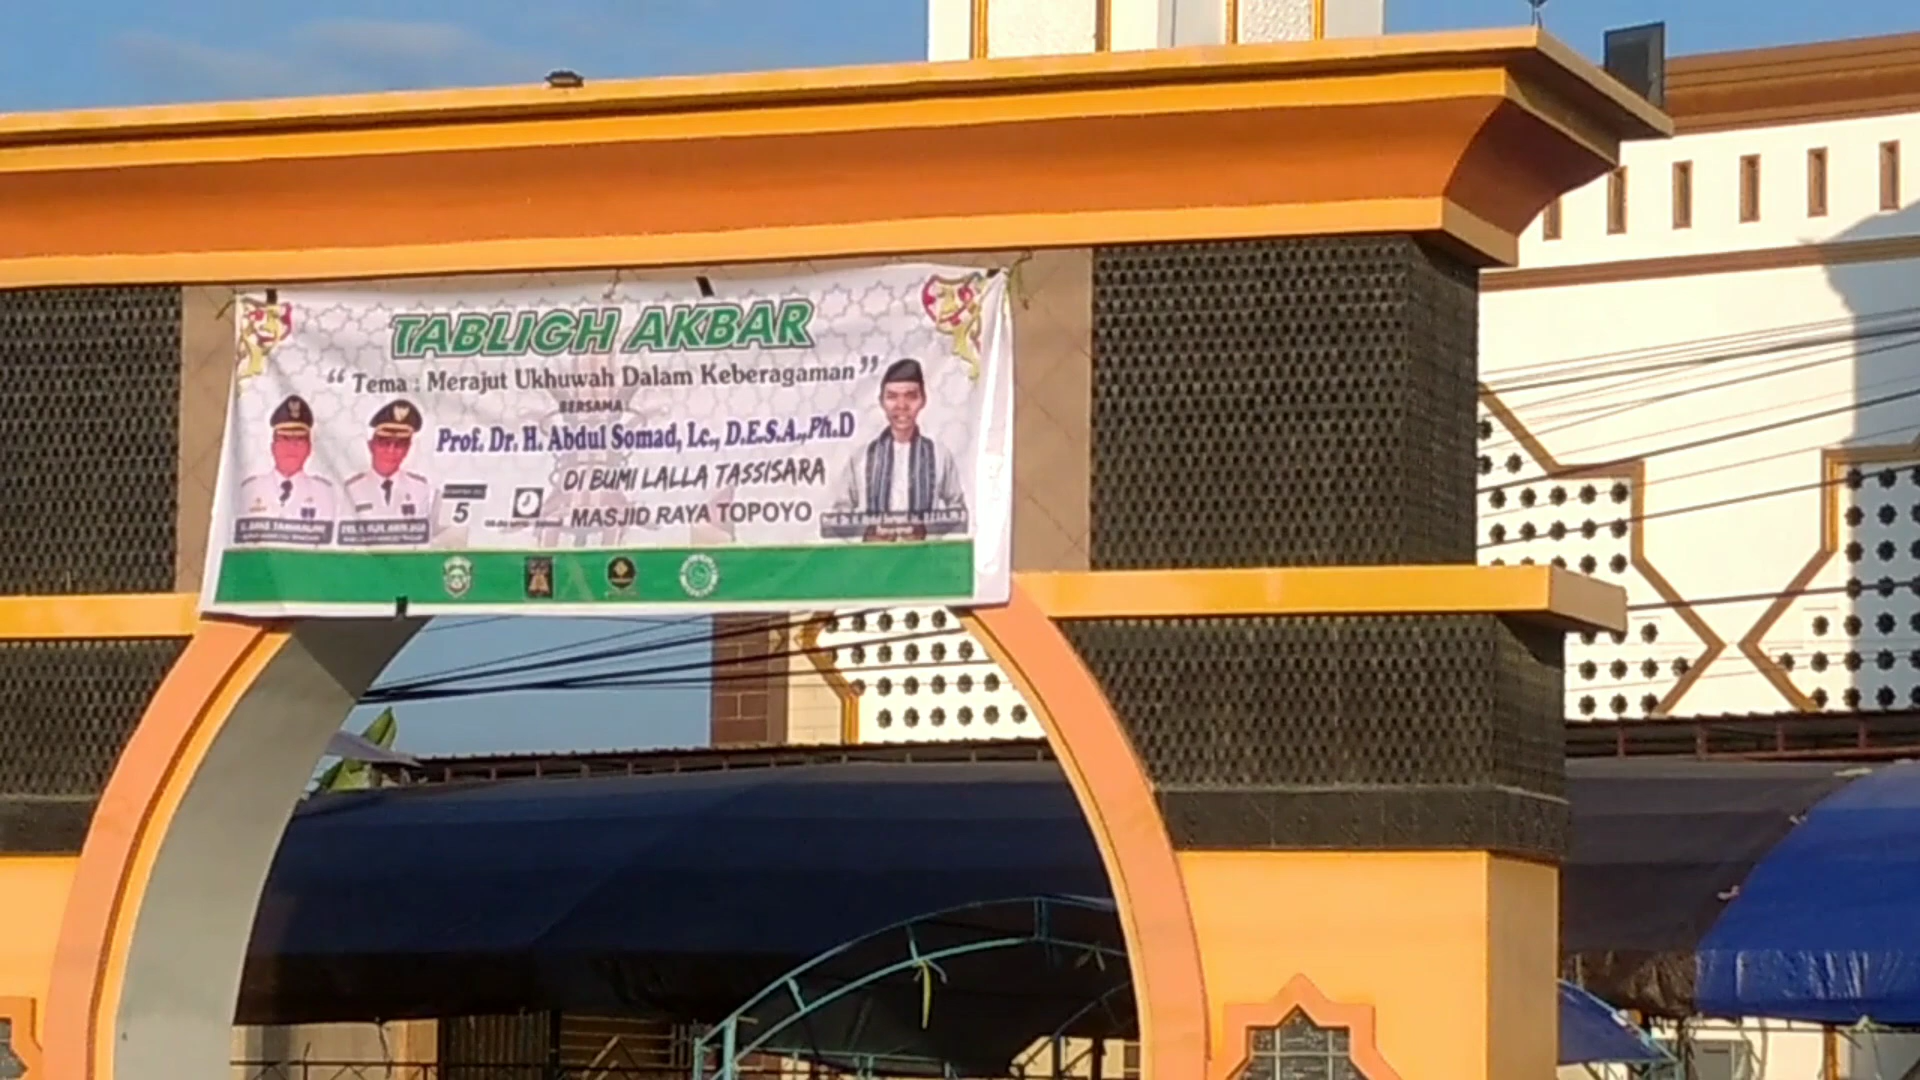 TABLIGH AKBAR
“Tema : Merajut Ukhuwah Dalam Keberagaman”
BERSAMA
Prof. Dr. H. Abdul Somad, Lc., D.E.S.A.,Ph.D
DI BUMI LALLA TASSISARA
5
MASJID RAYA TOPOYO